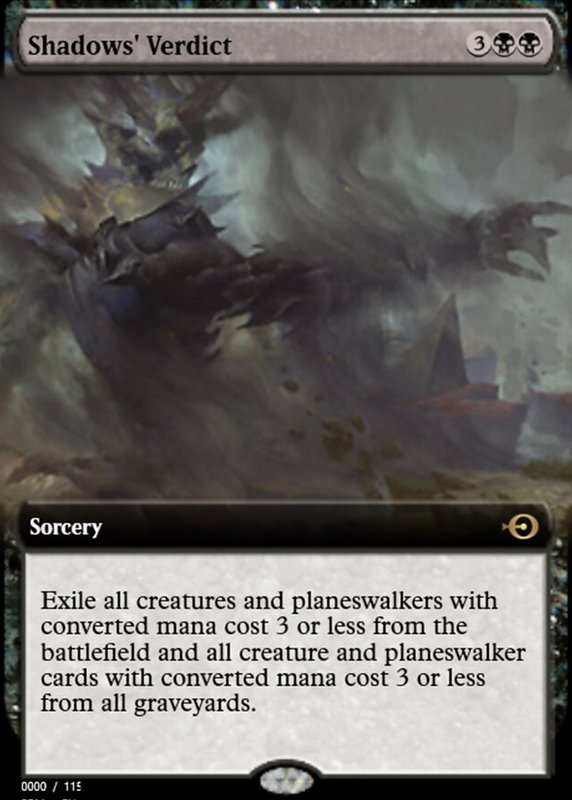 Shadows' Verdict
3
Sorcery
Exile all creatures and planeswalkers with
converted mana cost 3 or less from the
battlefield and all creature and planeswalker
cards with converted mana cost 3 or less
from all graveyards.
0000 / 115